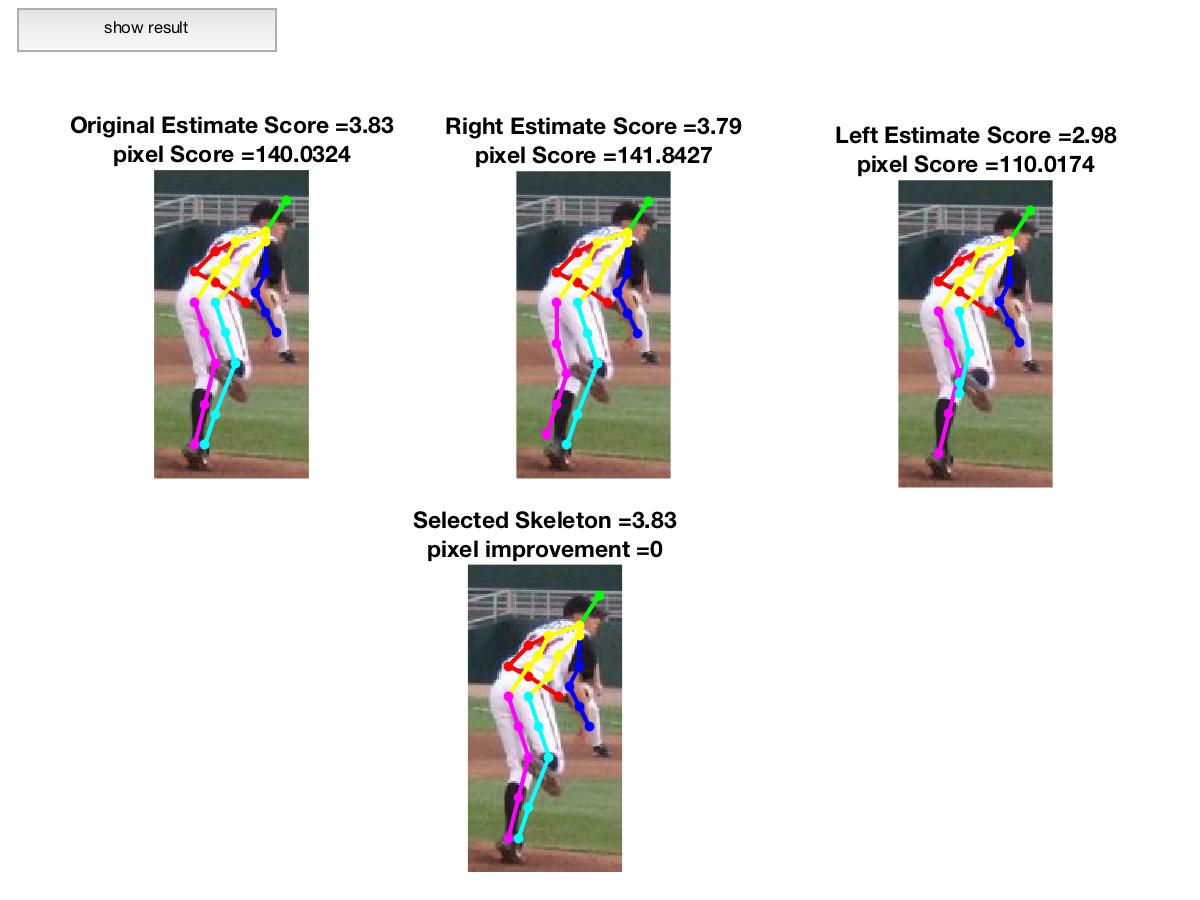 show result
Original Estimate Score =3.83
pixel Score =140.0324
Right Estimate Score =3.79
pixel Score =141.8427
Left Estimate Score =2.98
pixel Score =110.0174
Selected Skeleton =3.83
pixel improvement =0